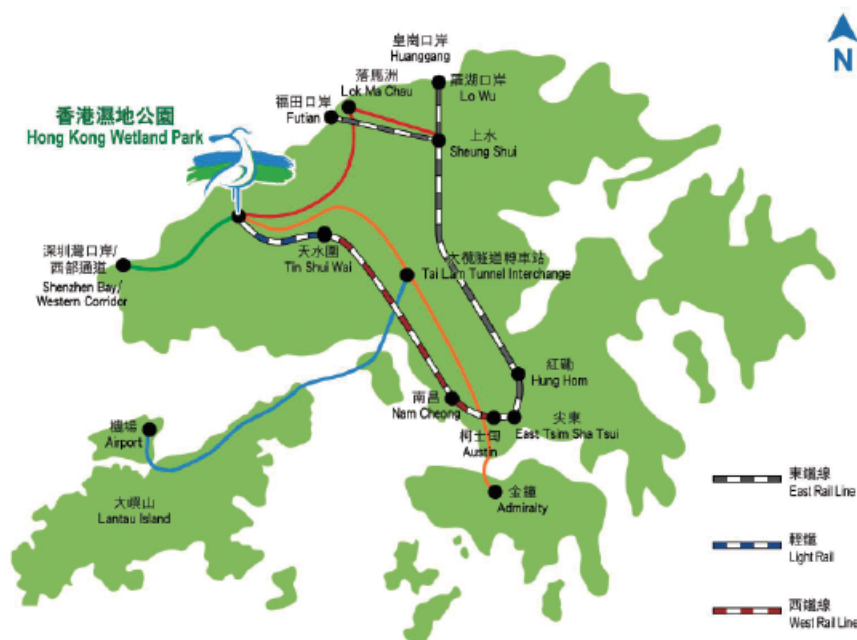 N
皇崗口岸
Huanggang
羅湖口岸
Lo Wu
落馬洲
Lok Ma Chau
福田口岸
Futian
上水
Sheung Shui
香港濕地公園
Hong Kong Wetland Park
深圳灣口岸/
西部通道
Shenzhen Bay/
Western Corridor
天水圍
Tin Shui Wai
大欖隧道轉車站
Tai Lam Tunnel Interchange
紅磡
Hung Hom
南昌
Nam Cheong
柯士甸
Austin
尖東
East Tsim Sha Tsui
機場
Airport
大嶼山
Lantau Island
金鐘
Admiralty
東鐵線
East Rail Line
輕鐵
Light Rail
西鐵線
West Rail Line